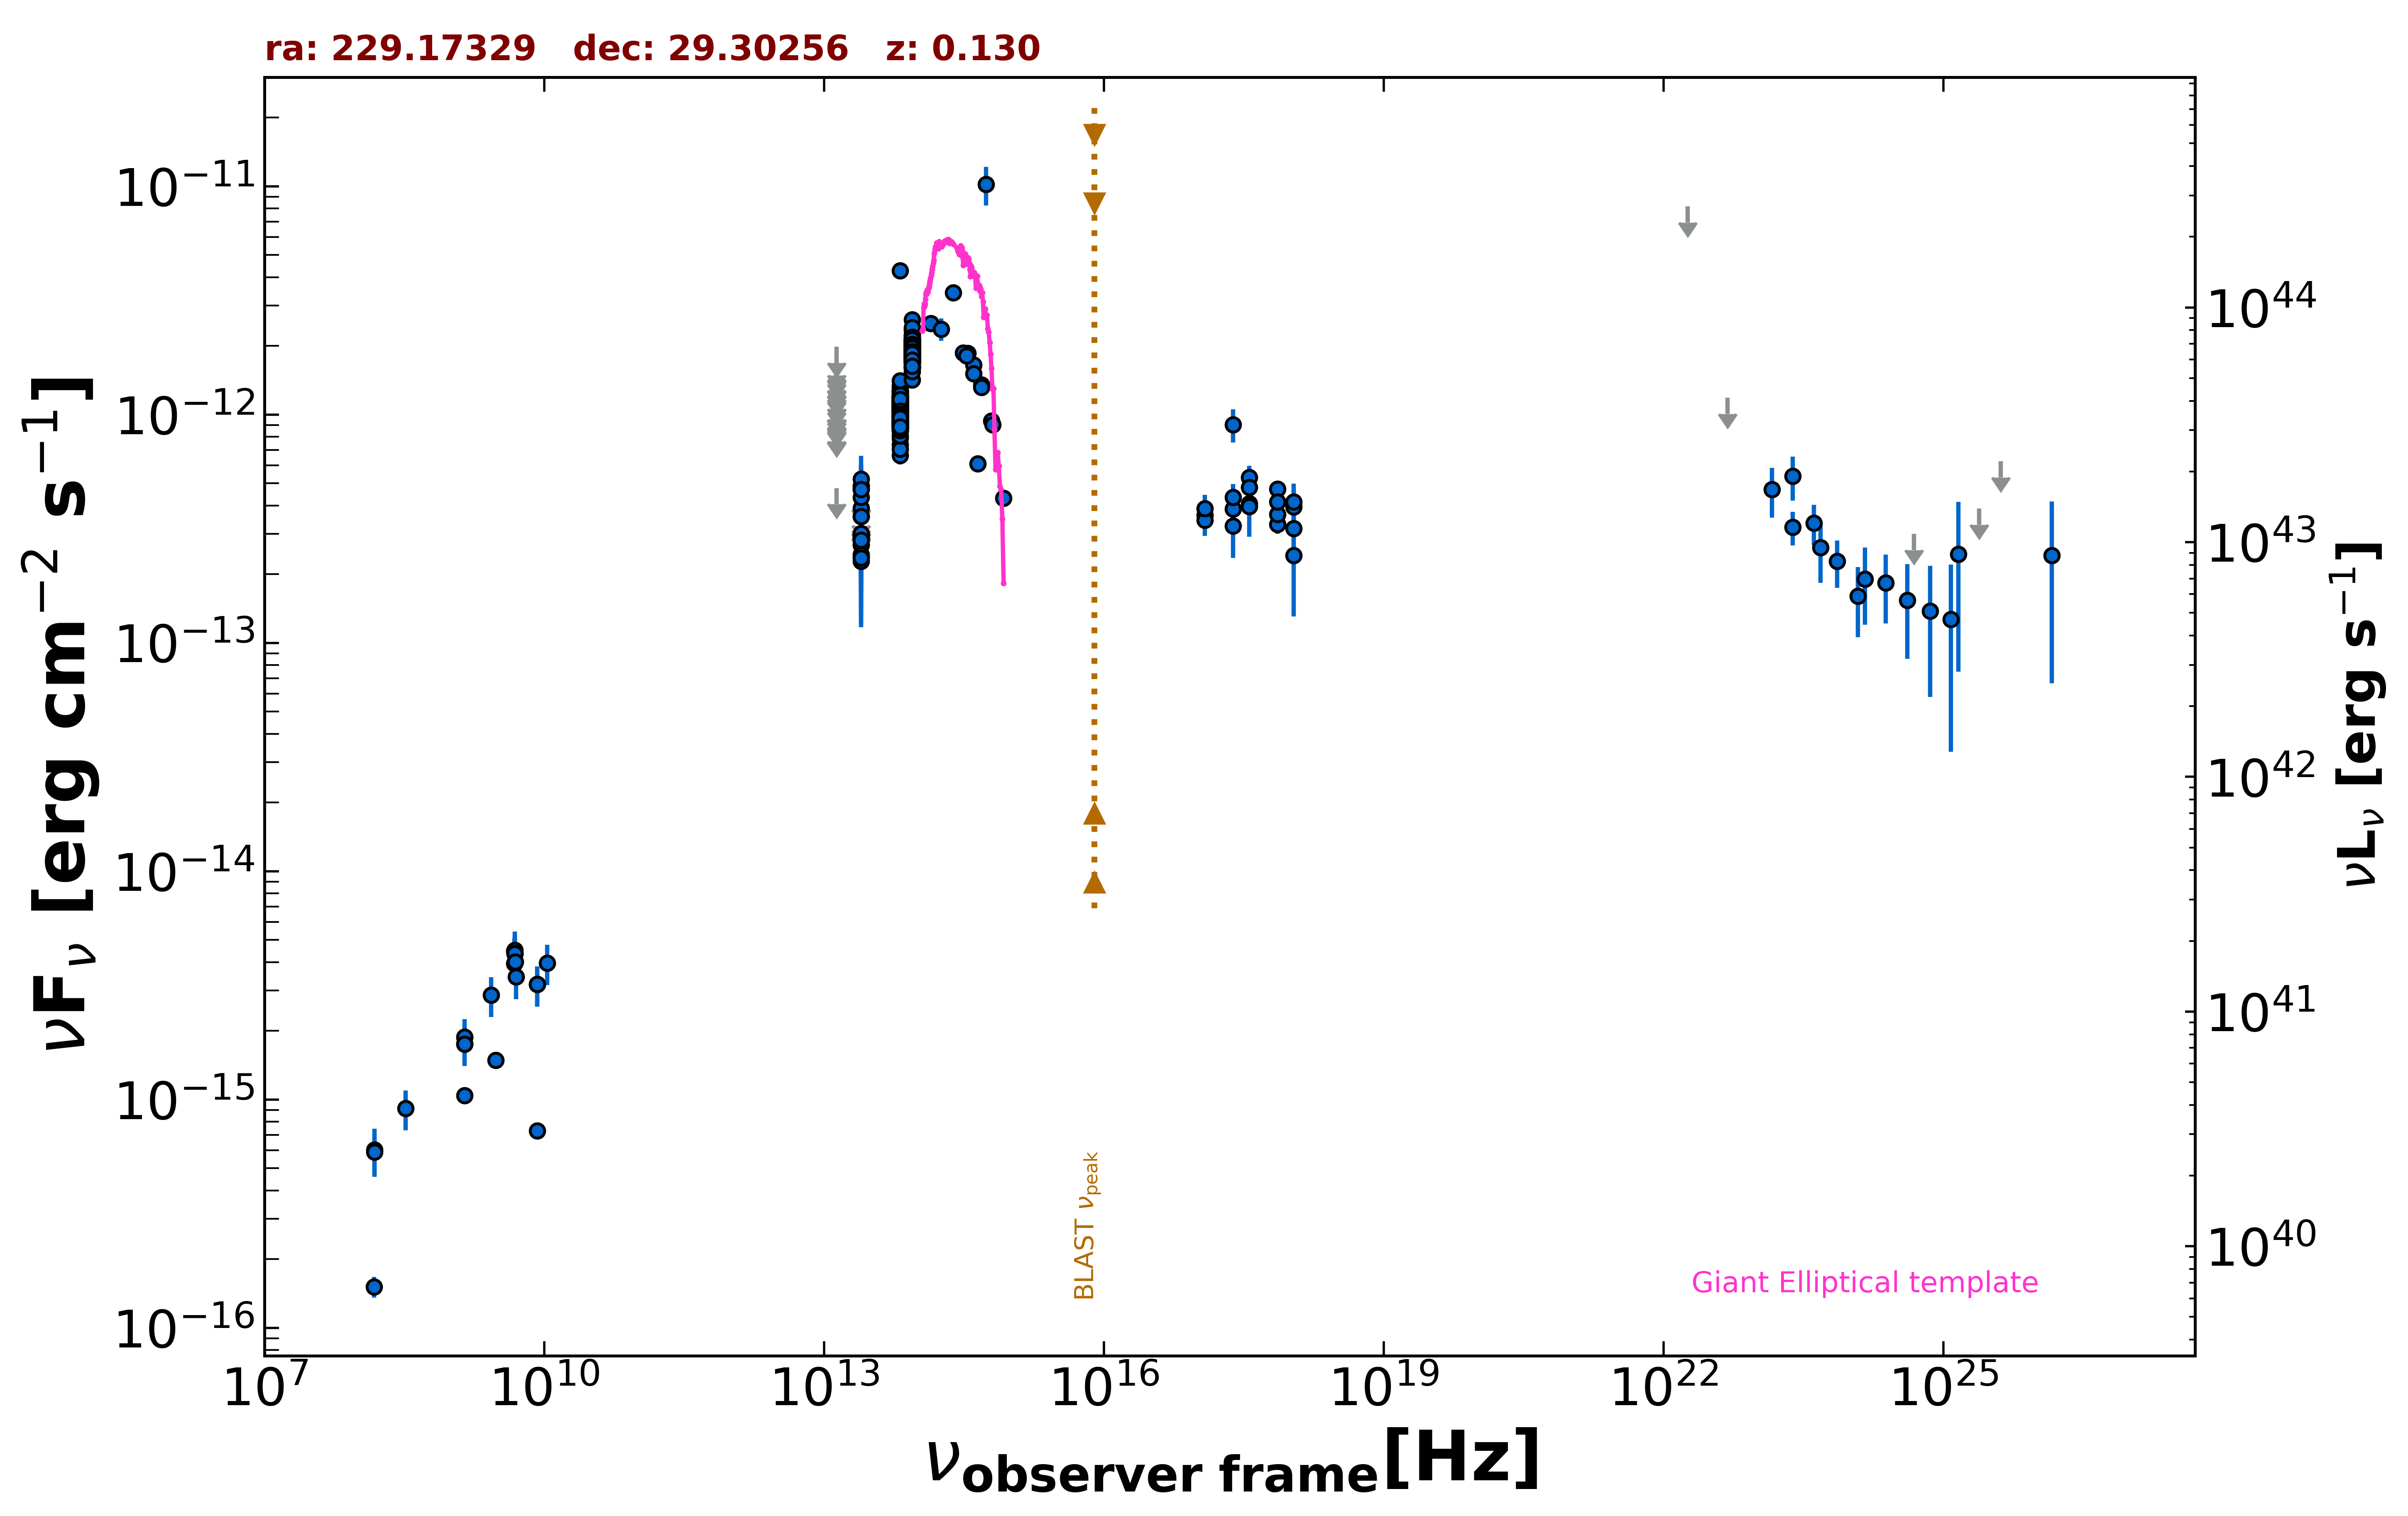 ra: 229.17329 dec: 29.30256 z: 0.130
10⁻¹¹
10⁻¹²
10⁻¹³
10⁻¹⁴
10⁻¹⁵
10⁻¹⁶
νFν [erg cm⁻² s⁻¹]
10⁴⁴
10⁴³
10⁴²
10⁴¹
10⁴⁰
νLν [erg s⁻¹]
BLAST νpeak
Giant Elliptical template
10⁷ 10¹⁰ 10¹³ 10¹⁶ 10¹⁹ 10²² 10²⁵
νobserver frame[Hz]